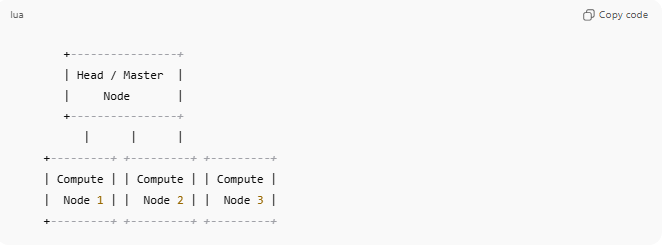 lua Copy code
+----------------+
| Head / Master  |
|     Node       |
+----------------+
|      |      |
+---------+ +---------+ +---------+
| Compute | | Compute | | Compute |
|  Node 1 | |  Node 2 | |  Node 3 |
+---------+ +---------+ +---------+